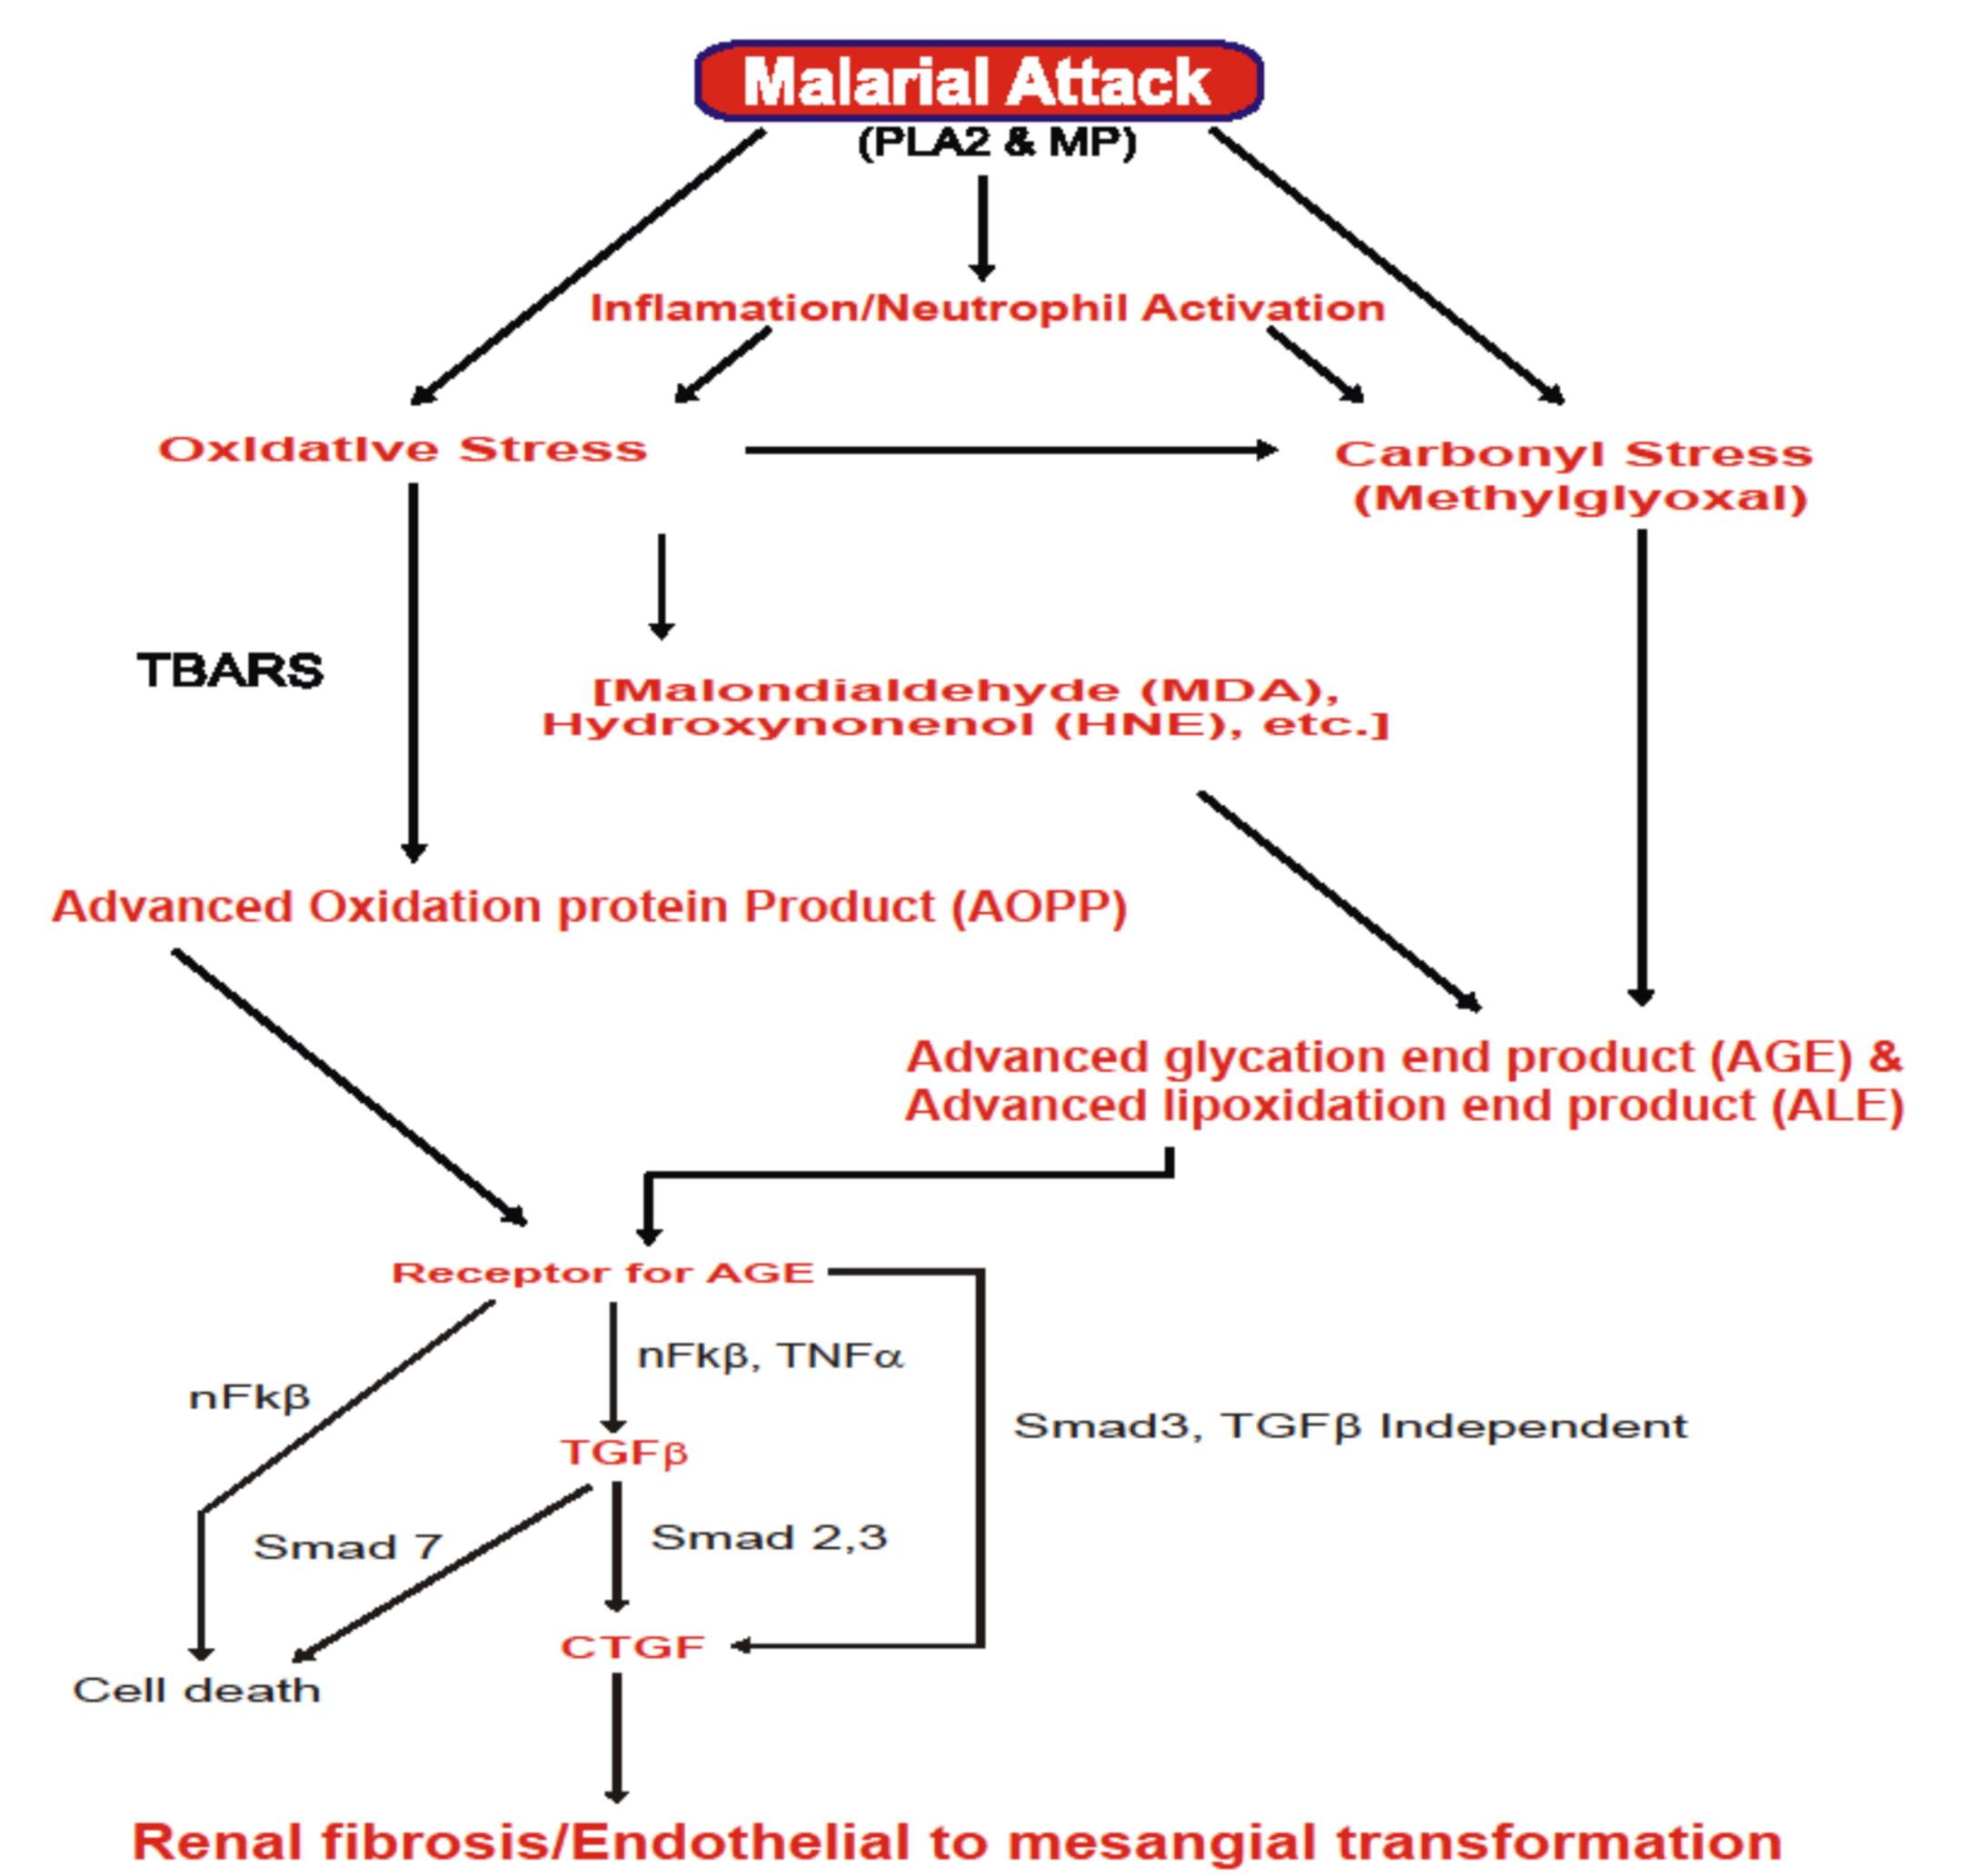 Malarial Attack
(PLA2 & MP)
Inflamation/Neutrophil Activation
Oxidative Stress
Carbonyl Stress
(Methylglyoxal)
TBARS
[Malondialdehyde (MDA),
Hydroxynonenol (HNE), etc.]
Advanced Oxidation protein Product (AOPP)
Advanced glycation end product (AGE) &
Advanced lipoxidation end product (ALE)
Receptor for AGE
nFkβ, TNFα
nFkβ
Smad3, TGFβ Independent
TGFβ
Smad 7
Smad 2,3
CTGF
Cell death
Renal fibrosis/Endothelial to mesangial transformation